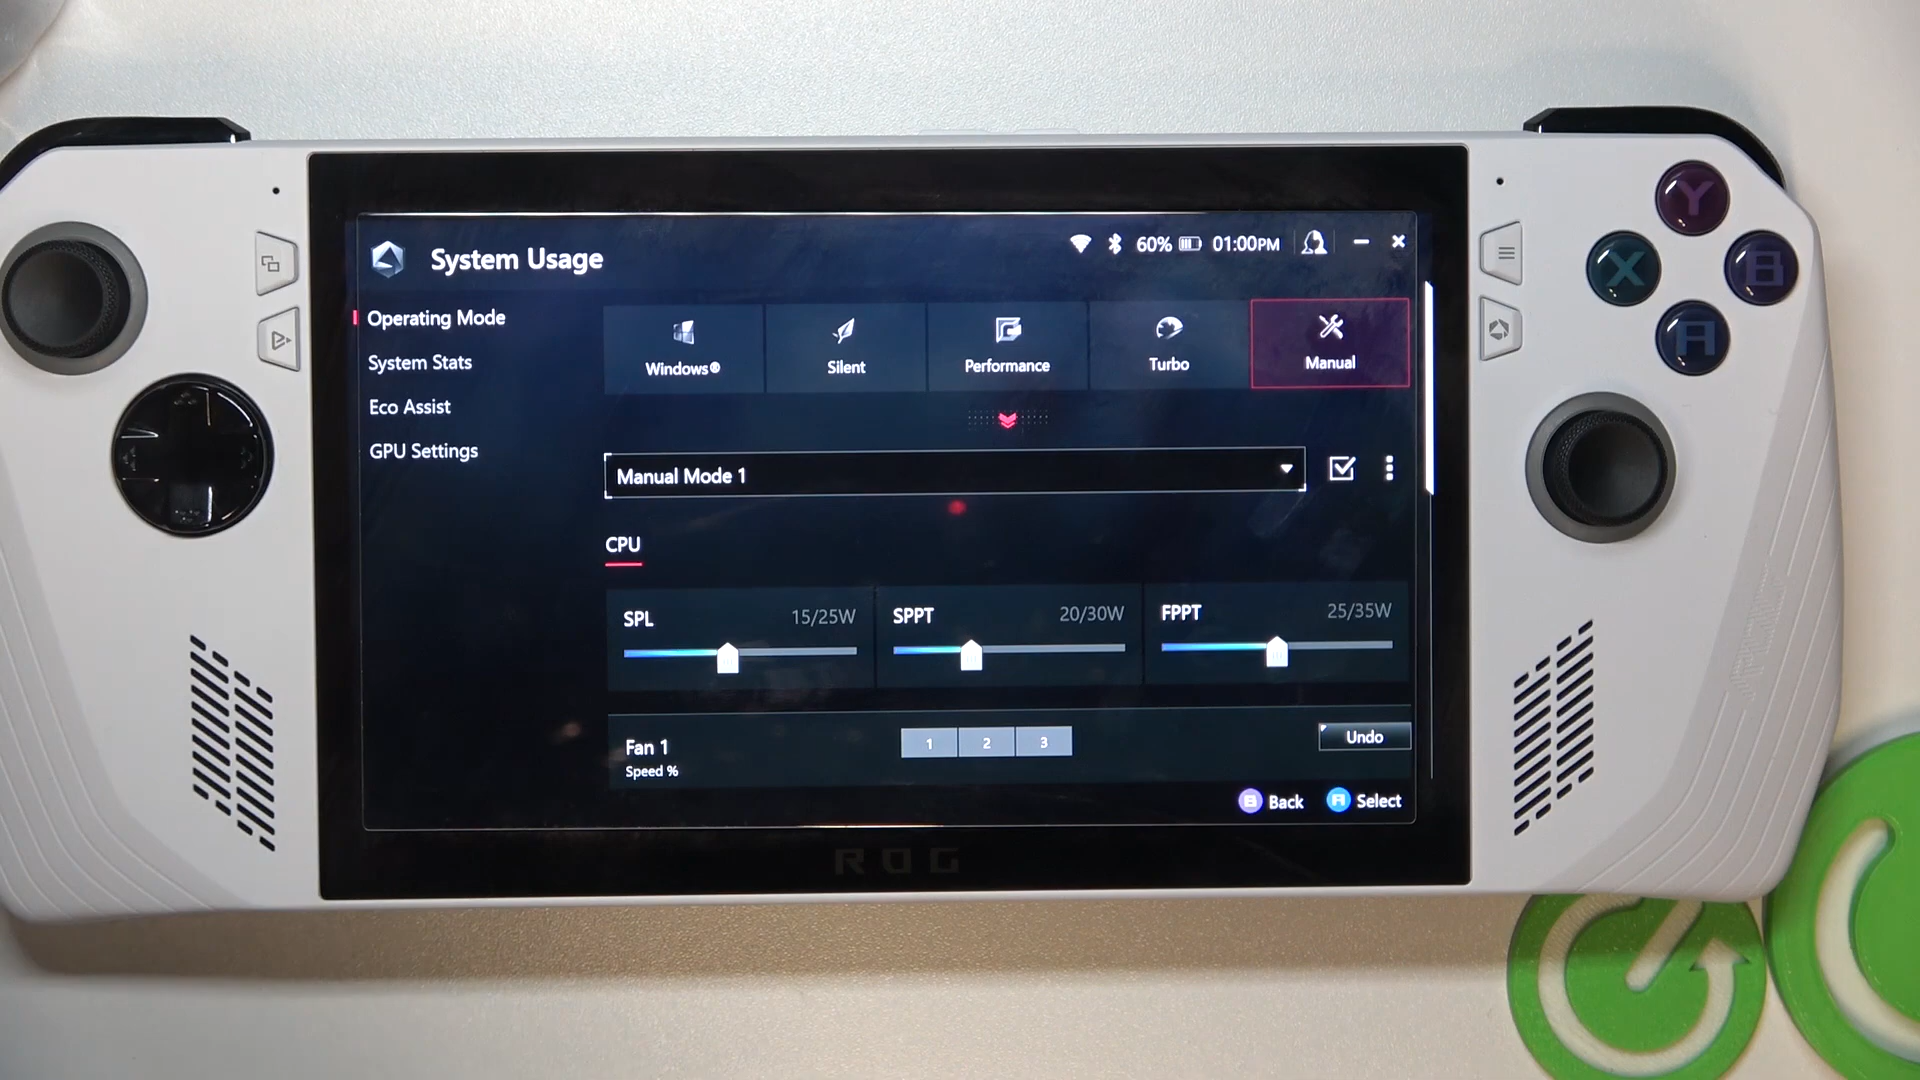 System Usage
60% 01:00PM
Operating Mode
System Stats
Eco Assist
GPU Settings
Windows®
Silent
Performance
Turbo
Manual
Manual Mode 1
CPU
SPL 15/25W
SPPT 20/30W
FPPT 25/35W
Fan 1
Speed %
1 2 3
Undo
B Back
A Select
ROG
Y
X
B
A